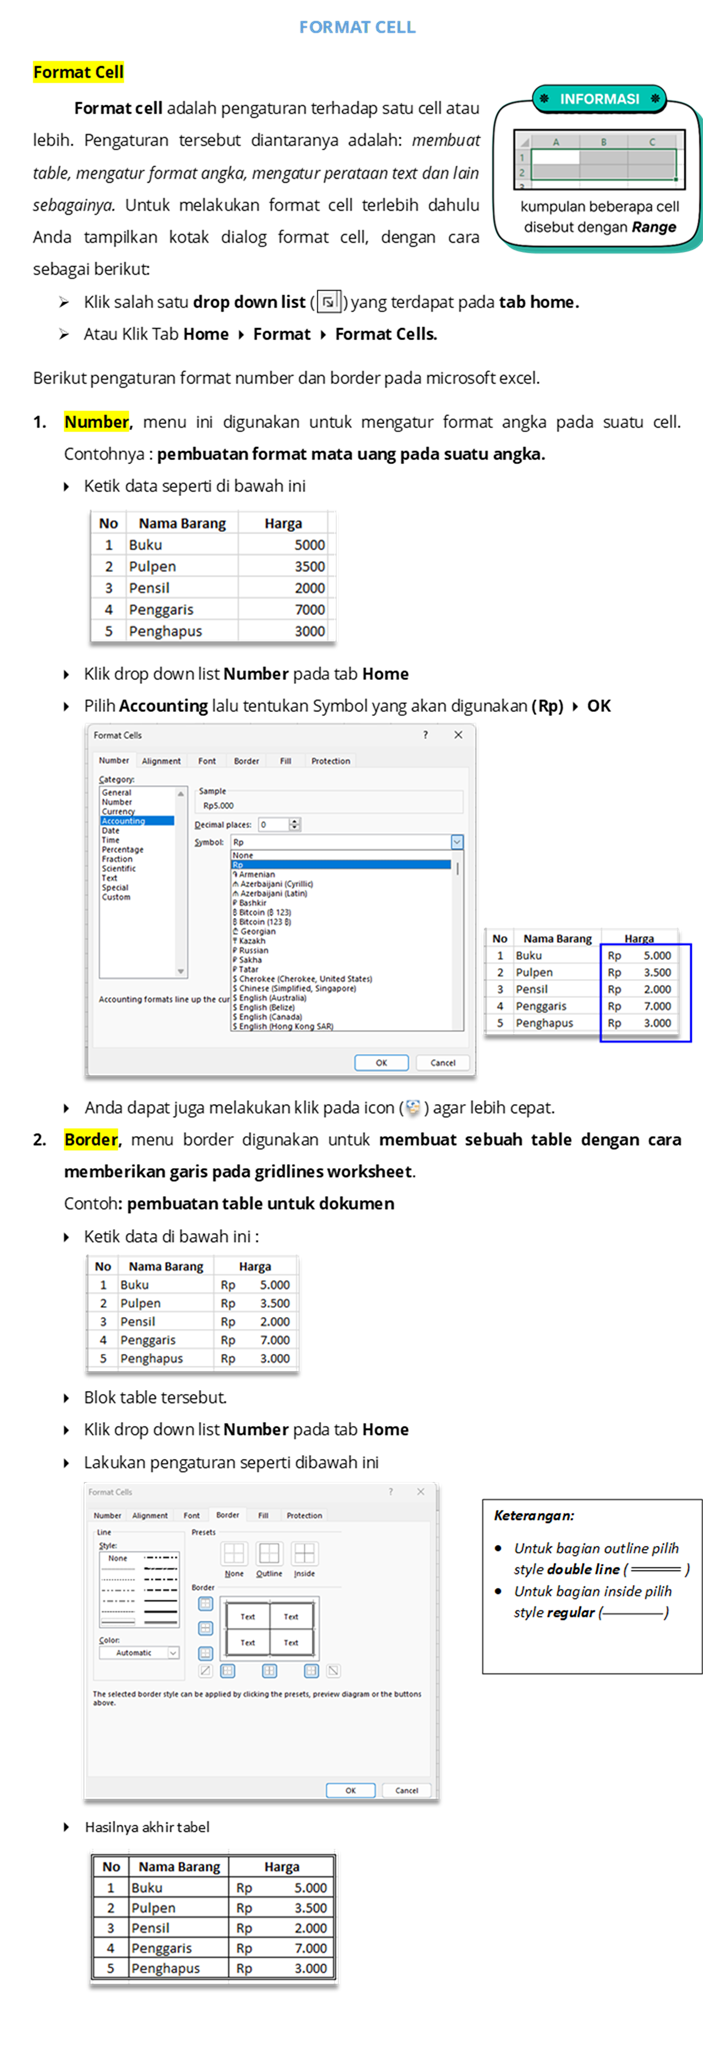 FORMAT CELL
Format Cell
Format cell adalah pengaturan terhadap satu cell atau
lebih. Pengaturan tersebut diantaranya adalah: membuat
table, mengatur format angka, mengatur perataan text dan lain
sebagainya. Untuk melakukan format cell terlebih dahulu
Anda tampilkan kotak dialog format cell, dengan cara
sebagai berikut:
INFORMASI
A B C
1
2
3
kumpulan beberapa cell
disebut dengan Range
➢ Klik salah satu drop down list ( ) yang terdapat pada tab home.
➢ Atau Klik Tab Home ▸ Format ▸ Format Cells.
Berikut pengaturan format number dan border pada microsoft excel.
1. Number, menu ini digunakan untuk mengatur format angka pada suatu cell.
Contohnya : pembuatan format mata uang pada suatu angka.
▸ Ketik data seperti di bawah ini
No Nama Barang Harga
1 Buku 5000
2 Pulpen 3500
3 Pensil 2000
4 Penggaris 7000
5 Penghapus 3000
▸ Klik drop down list Number pada tab Home
▸ Pilih Accounting lalu tentukan Symbol yang akan digunakan (Rp) ▸ OK
Format Cells ? ×
Number Alignment Font Border Fill Protection
Category:
General
Number
Currency
Accounting
Date
Time
Percentage
Fraction
Scientific
Text
Special
Custom
Sample
Rp5.000
Decimal places: 0
Symbol: Rp
None
Rp
֏ Armenian
₼ Azerbaijani (Cyrillic)
₼ Azerbaijani (Latin)
₽ Bashkir
₿ Bitcoin (₿ 123)
₿ Bitcoin (123 ₿)
₾ Georgian
₸ Kazakh
₽ Russian
₽ Sakha
₽ Tatar
$ Cherokee (Cherokee, United States)
$ Chinese (Simplified, Singapore)
$ English (Australia)
$ English (Belize)
$ English (Canada)
$ English (Hong Kong SAR)
Accounting formats line up the cur
OK Cancel
No Nama Barang Harga
1 Buku Rp 5.000
2 Pulpen Rp 3.500
3 Pensil Rp 2.000
4 Penggaris Rp 7.000
5 Penghapus Rp 3.000
▸ Anda dapat juga melakukan klik pada icon ( ) agar lebih cepat.
2. Border, menu border digunakan untuk membuat sebuah table dengan cara
memberikan garis pada gridlines worksheet.
Contoh: pembuatan table untuk dokumen
▸ Ketik data di bawah ini :
No Nama Barang Harga
1 Buku Rp 5.000
2 Pulpen Rp 3.500
3 Pensil Rp 2.000
4 Penggaris Rp 7.000
5 Penghapus Rp 3.000
▸ Blok table tersebut.
▸ Klik drop down list Number pada tab Home
▸ Lakukan pengaturan seperti dibawah ini
Format Cells ? ×
Number Alignment Font Border Fill Protection
Line
Style:
None
Color:
Automatic
Presets
None Outline Inside
Border
Text Text
Text Text
The selected border style can be applied by clicking the presets, preview diagram or the buttons
above.
OK Cancel
Keterangan:
• Untuk bagian outline pilih
style double line ( )
• Untuk bagian inside pilih
style regular ( )
▸ Hasilnya akhir tabel
No Nama Barang Harga
1 Buku Rp 5.000
2 Pulpen Rp 3.500
3 Pensil Rp 2.000
4 Penggaris Rp 7.000
5 Penghapus Rp 3.000